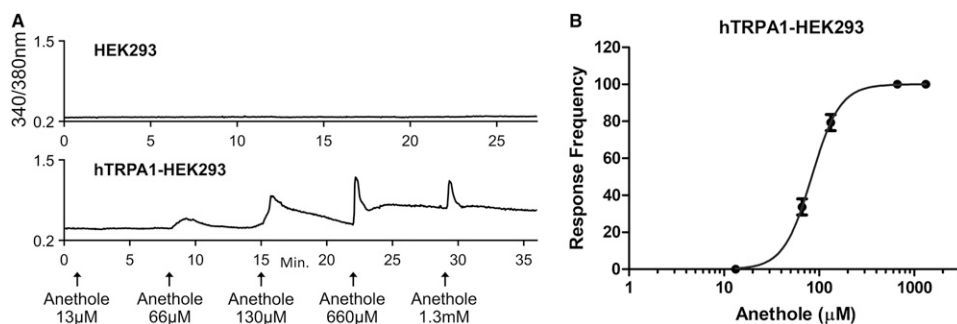 A
HEK293
340/380nm
1.5
0.2
0 5 10 15 20 25
hTRPA1-HEK293
1.5
0.2
0 5 10 Min. 15 20 25 30 35
Anethole Anethole Anethole Anethole Anethole
13µM 66µM 130µM 660µM 1.3mM
B
hTRPA1-HEK293
Response Frequency
120
100
80
60
40
20
0
1 10 100 1000
Anethole (µM)